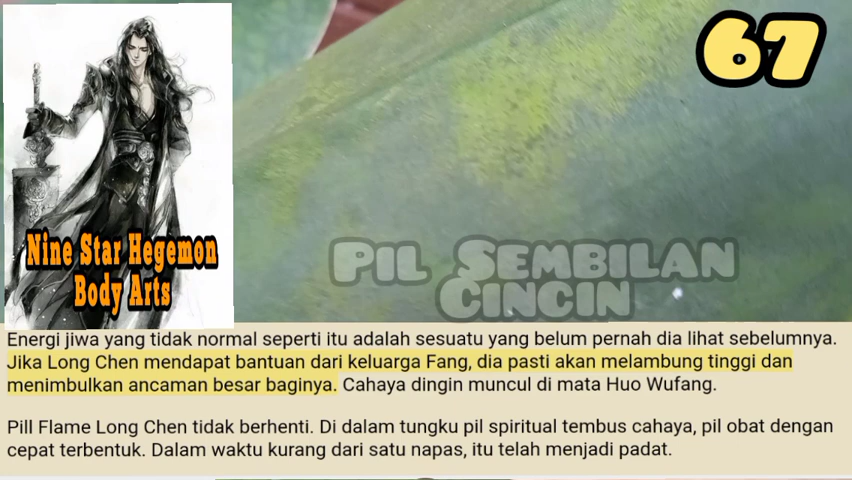 67
Nine Star Hegemon
Body Arts
Pil Sembilan
Cincin
Energi jiwa yang tidak normal seperti itu adalah sesuatu yang belum pernah dia lihat sebelumnya.
Jika Long Chen mendapat bantuan dari keluarga Fang, dia pasti akan melambung tinggi dan
menimbulkan ancaman besar baginya. Cahaya dingin muncul di mata Huo Wufang.
Pill Flame Long Chen tidak berhenti. Di dalam tungku pil spiritual tembus cahaya, pil obat dengan
cepat terbentuk. Dalam waktu kurang dari satu napas, itu telah menjadi padat.